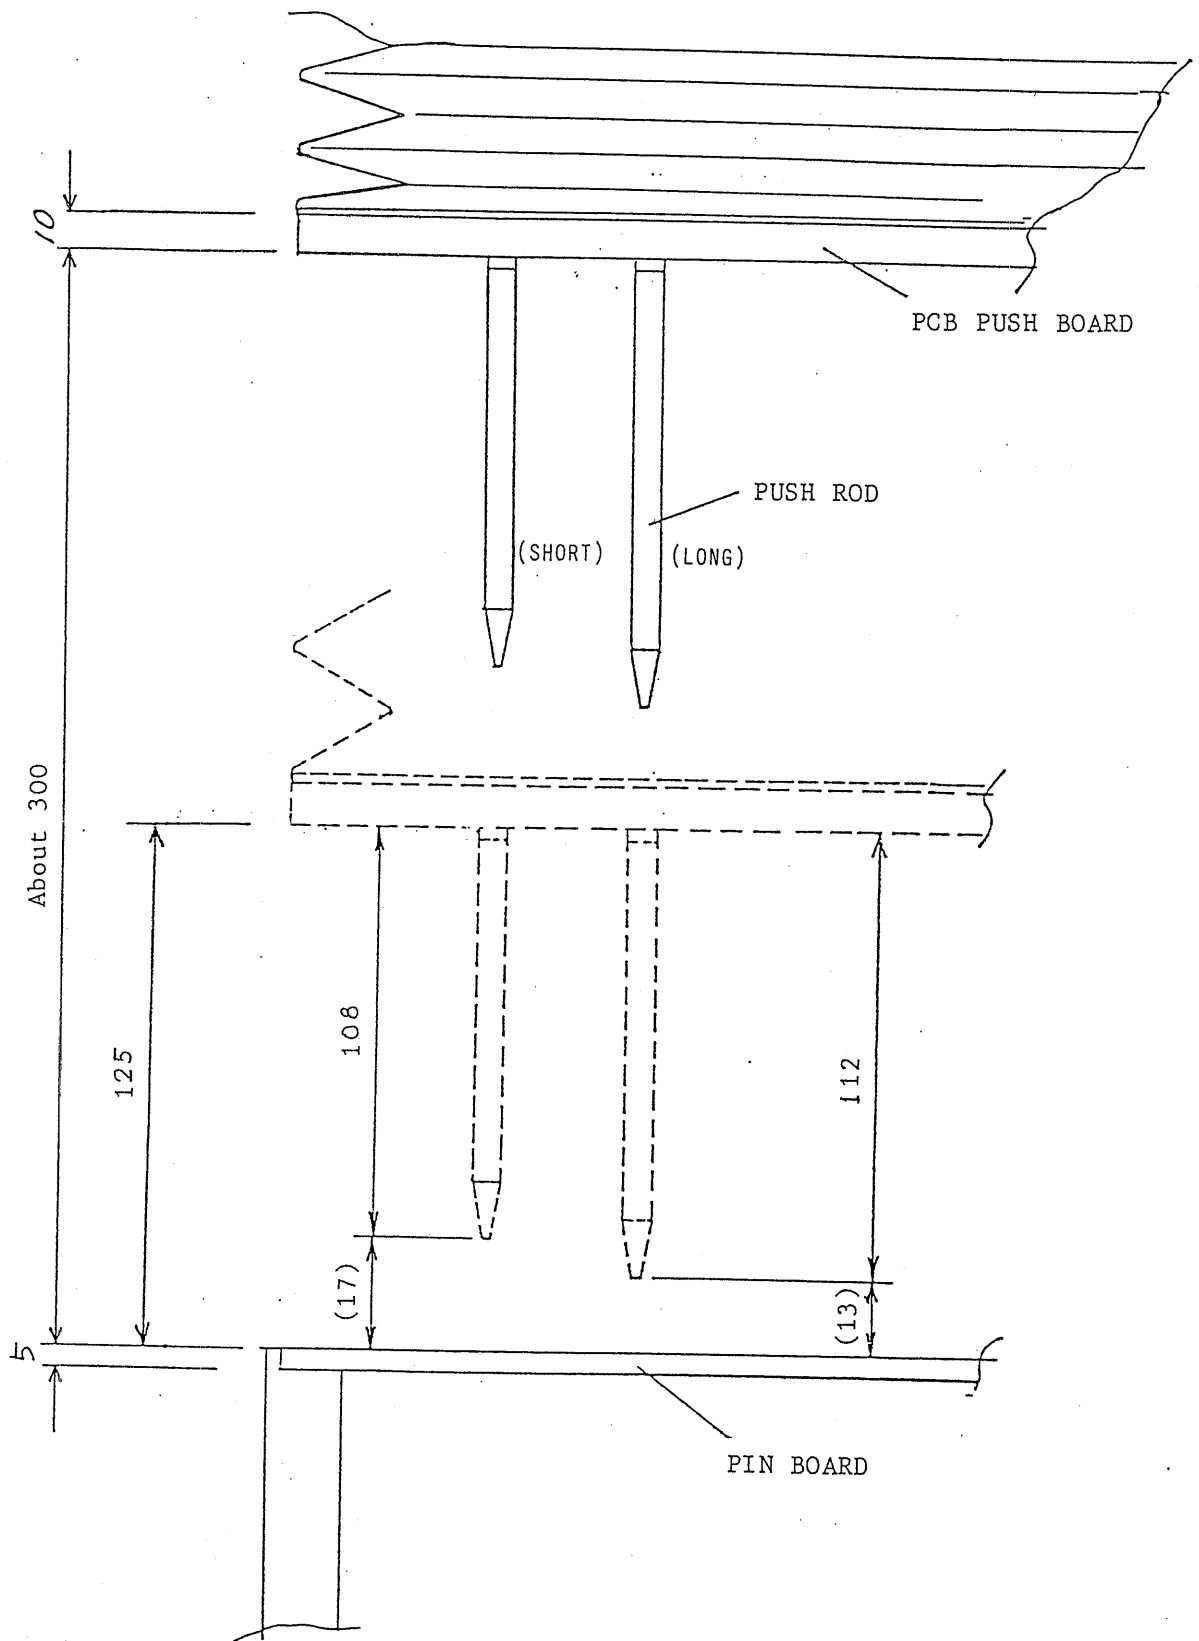 10
PCB PUSH BOARD
PUSH ROD
(SHORT)
(LONG)
About 300
125
108
(17)
112
(13)
5
PIN BOARD